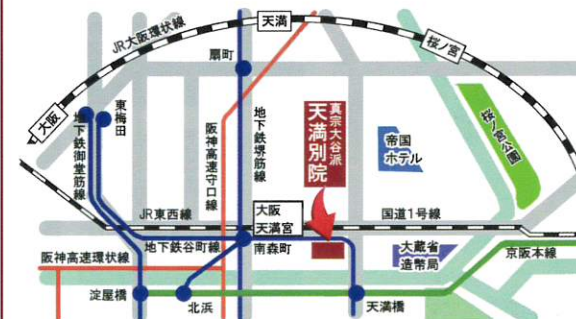 JR大阪環状線
天満
桜ノ宮
扇町
大阪
東梅田
地下鉄御堂筋線
阪神高速守口線
地下鉄堺筋線
真宗大谷派
天満別院
帝国
ホテル
桜ノ宮公園
JR東西線
大阪
天満宮
国道1号線
地下鉄谷町線
南森町
大蔵省
造幣局
京阪本線
阪神高速環状線
淀屋橋
北浜
天満橋